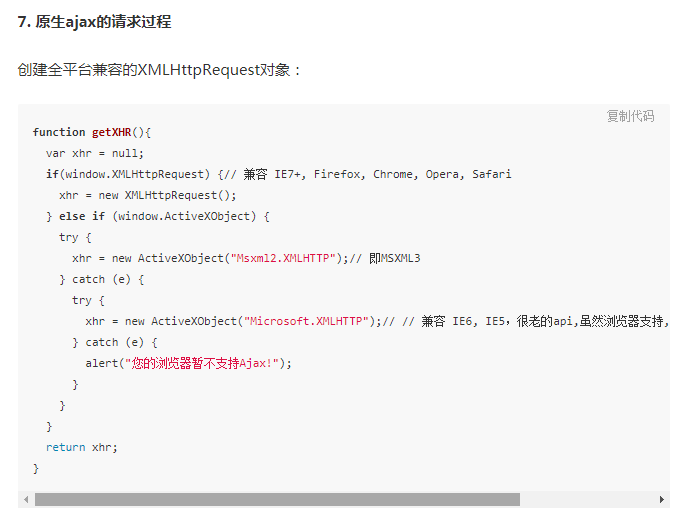 7. 原生ajax的请求过程
创建全平台兼容的XMLHttpRequest对象：
复制代码
function getXHR(){
  var xhr = null;
  if(window.XMLHttpRequest) {// 兼容 IE7+, Firefox, Chrome, Opera, Safari
    xhr = new XMLHttpRequest();
  } else if (window.ActiveXObject) {
    try {
      xhr = new ActiveXObject("Msxml2.XMLHTTP");// 即MSXML3
    } catch (e) {
      try {
        xhr = new ActiveXObject("Microsoft.XMLHTTP");// // 兼容 IE6, IE5，很老的api,虽然浏览器支持,
      } catch (e) {
        alert("您的浏览器暂不支持Ajax!");
      }
    }
  }
  return xhr;
}